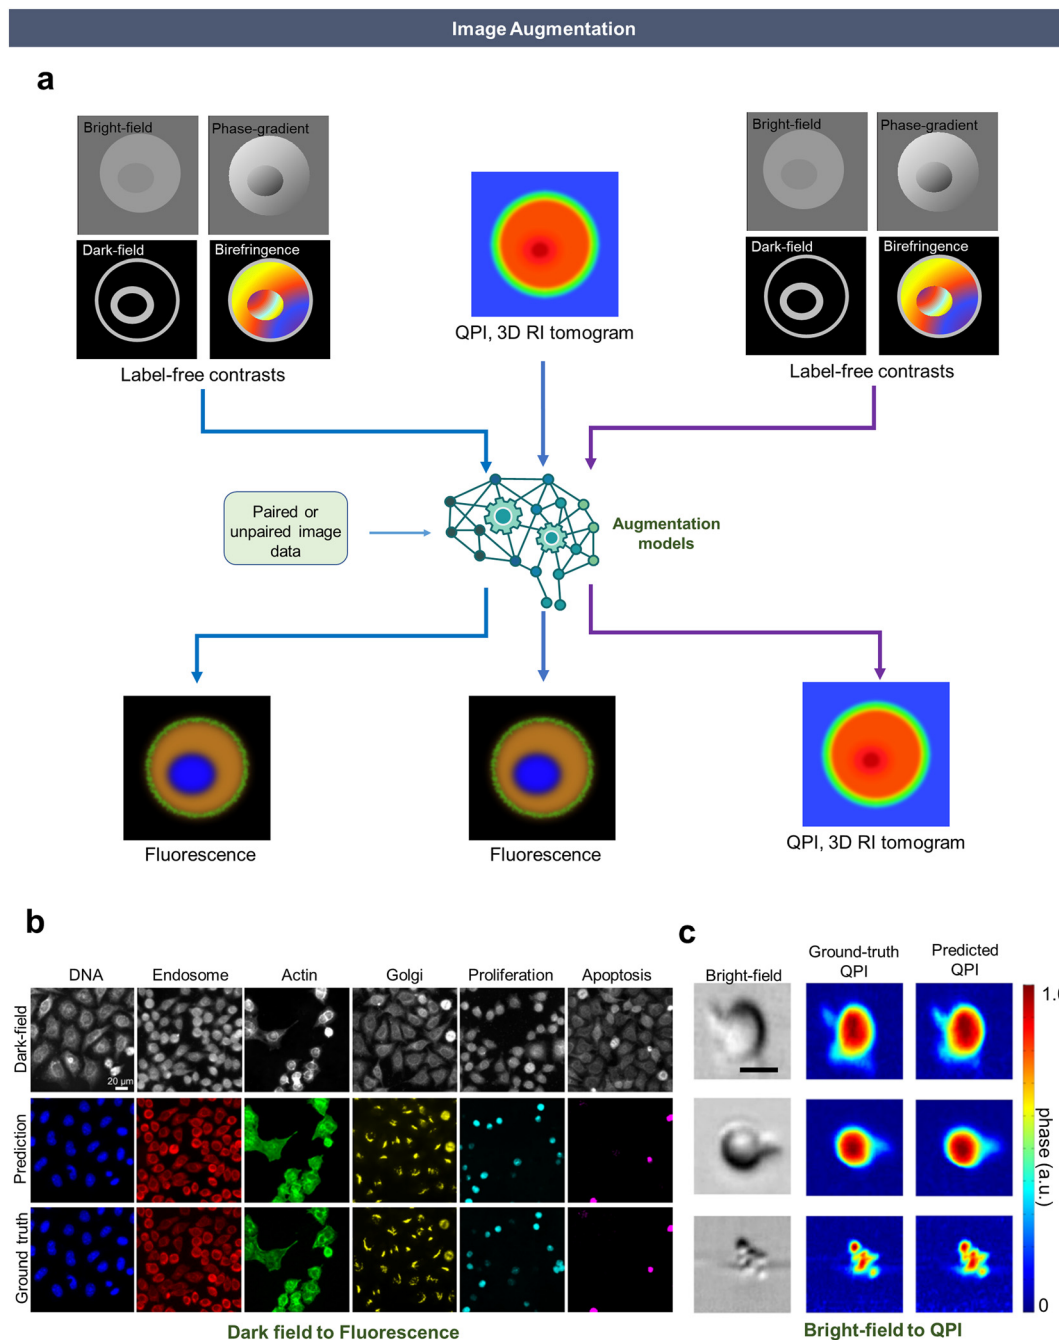 Image Augmentation
a
Bright-field
Phase-gradient
Dark-field
Birefringence
Label-free contrasts
QPI, 3D RI tomogram
Bright-field
Phase-gradient
Dark-field
Birefringence
Label-free contrasts
Paired or
unpaired image
data
Augmentation
models
Fluorescence
Fluorescence
QPI, 3D RI tomogram
b
DNA
Endosome
Actin
Golgi
Proliferation
Apoptosis
Dark-field
20 µm
Prediction
Ground truth
Dark field to Fluorescence
c
Bright-field
Ground-truth
QPI
Predicted
QPI
1.0
phase (a.u.)
0
Bright-field to QPI